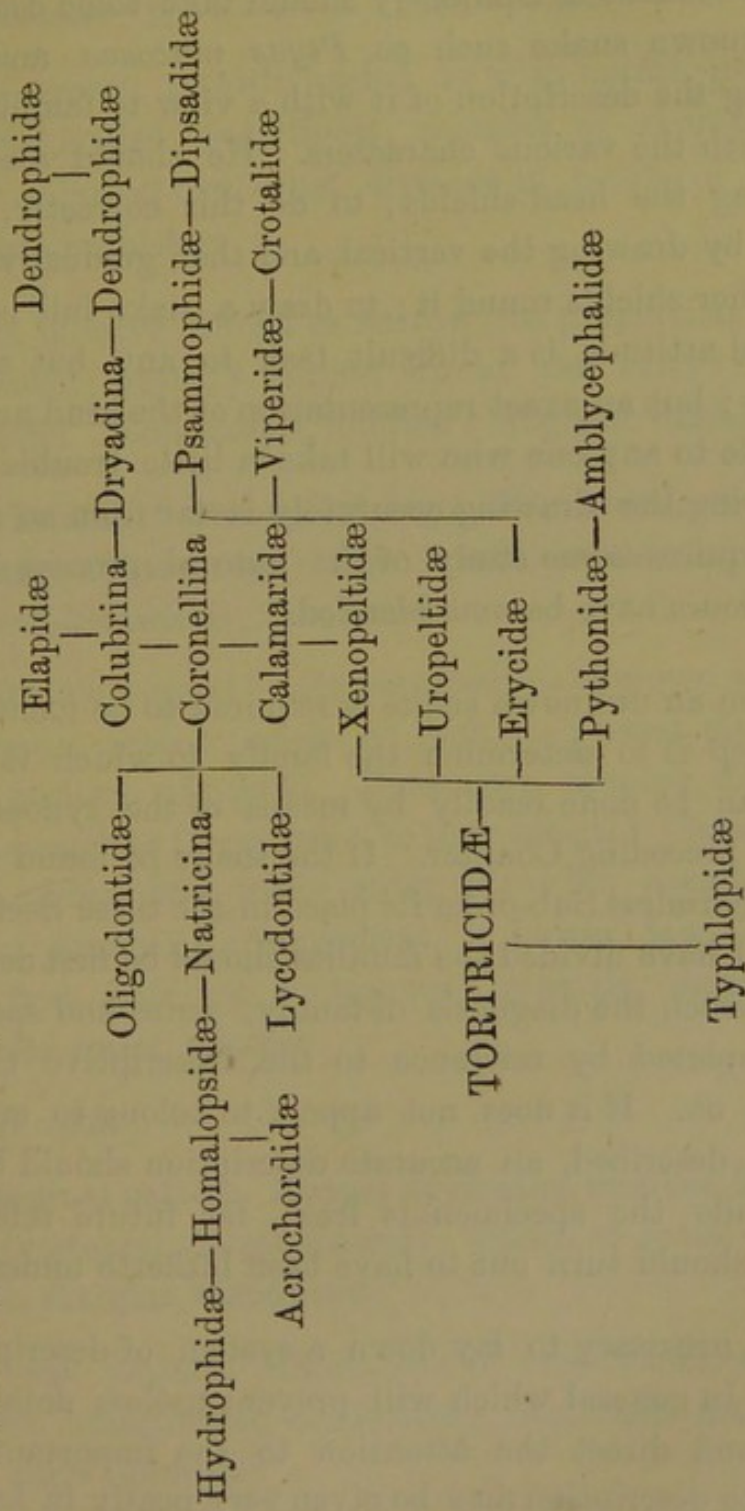 Elapidæ Dendrophidæ
Oligodontidæ— Colubrina—Dryadina—Dendrophidæ
Hydrophidæ—Homalopsidæ—Natricina—Coronellina —Psammophidæ—Dipsadidæ
Acrochordidæ Lycodontidæ— Calamaridæ—Viperidæ—Crotalidæ
—Xenopeltidæ
—Uropeltidæ
TORTRICIDÆ—
—Erycidæ —
—Pythonidæ—Amblycephalidæ
Typhlopidæ